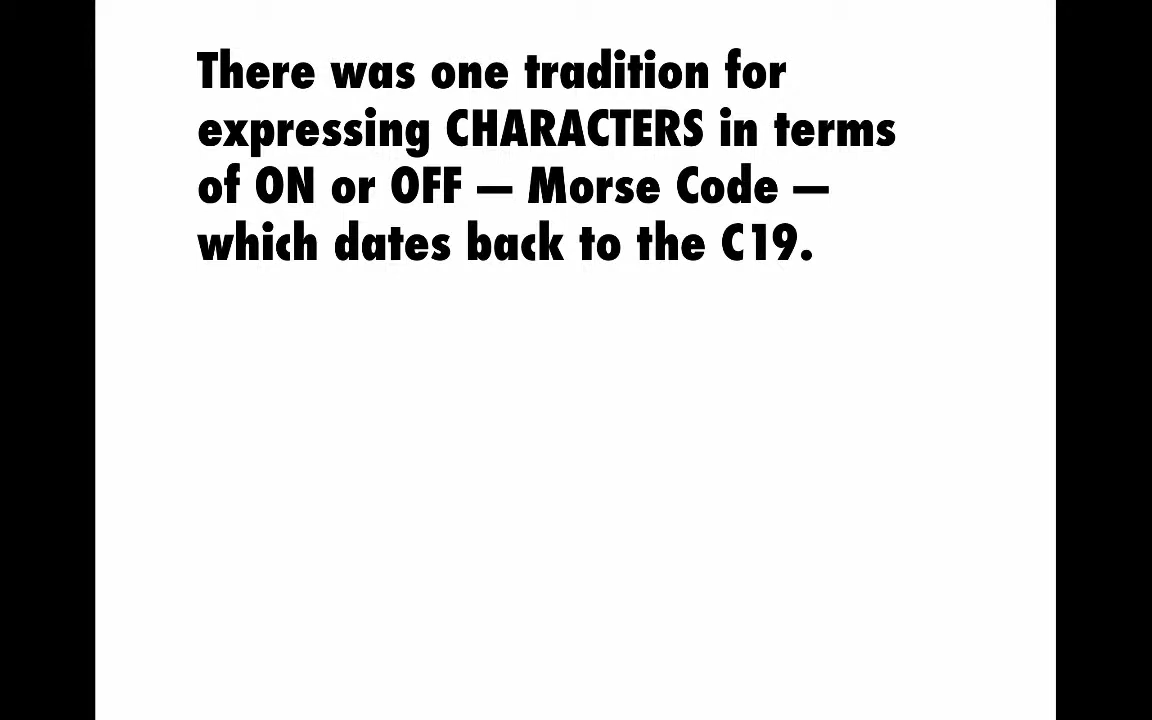 There was one tradition for
expressing CHARACTERS in terms
of ON or OFF — Morse Code —
which dates back to the C19.